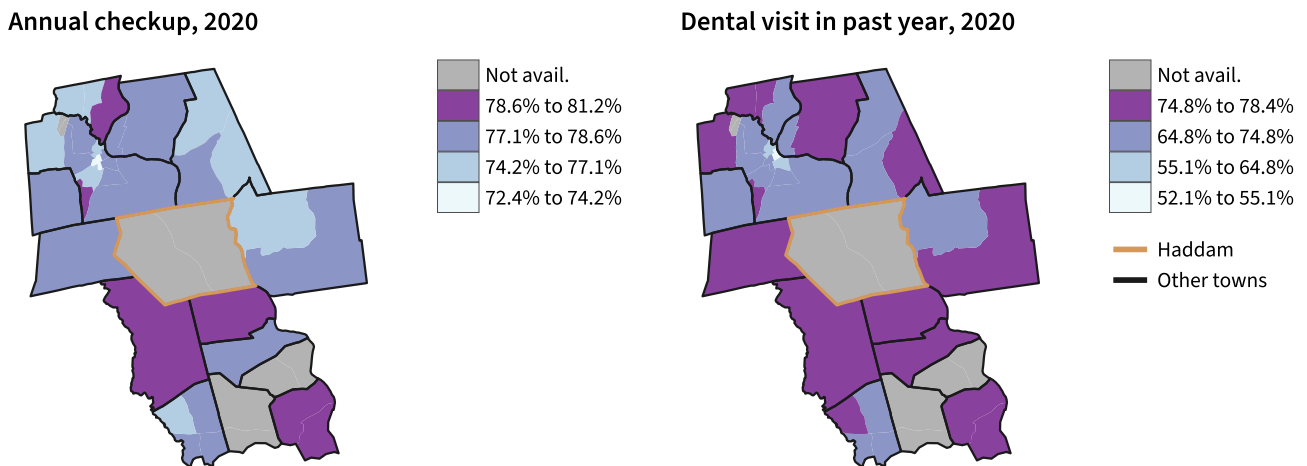 Annual checkup, 2020
Not avail.
78.6% to 81.2%
77.1% to 78.6%
74.2% to 77.1%
72.4% to 74.2%
Dental visit in past year, 2020
Not avail.
74.8% to 78.4%
64.8% to 74.8%
55.1% to 64.8%
52.1% to 55.1%
Haddam
Other towns